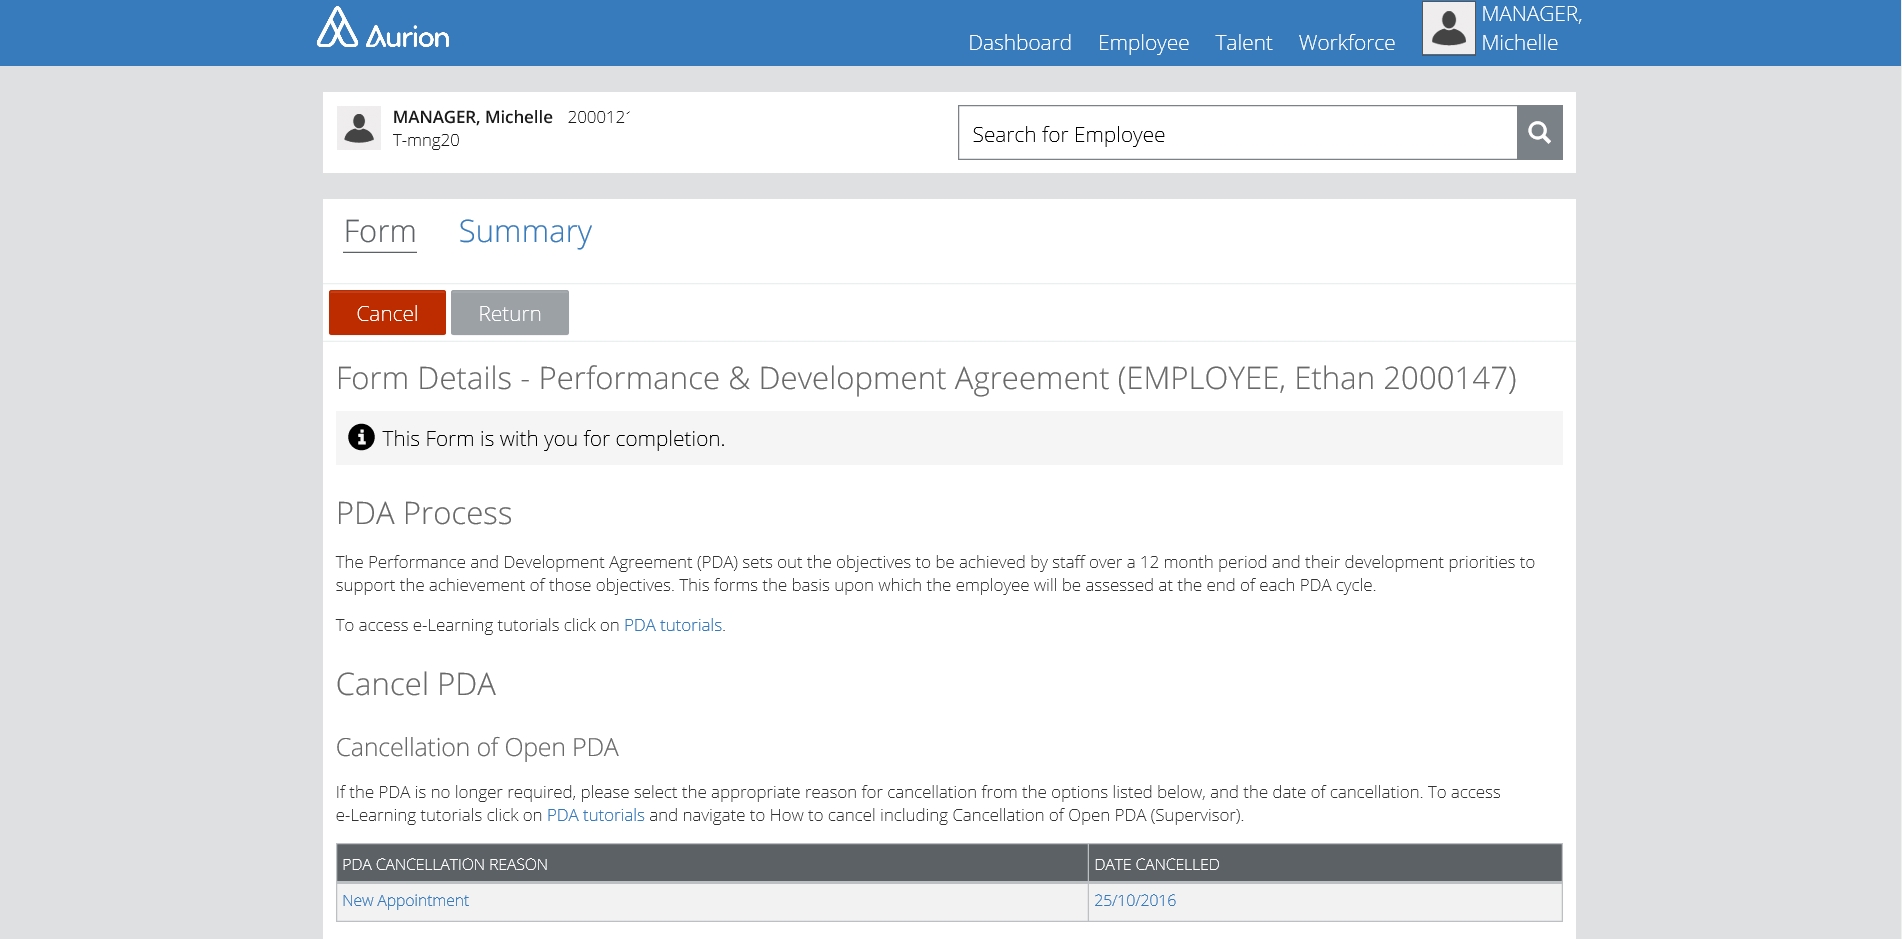 Aurion
Dashboard Employee Talent Workforce MANAGER, Michelle
MANAGER, Michelle 200012
T-mng20
Search for Employee
Form Summary
Cancel Return
Form Details - Performance & Development Agreement (EMPLOYEE, Ethan 2000147)
This Form is with you for completion.
PDA Process
The Performance and Development Agreement (PDA) sets out the objectives to be achieved by staff over a 12 month period and their development priorities to
support the achievement of those objectives. This forms the basis upon which the employee will be assessed at the end of each PDA cycle.
To access e-Learning tutorials click on PDA tutorials.
Cancel PDA
Cancellation of Open PDA
If the PDA is no longer required, please select the appropriate reason for cancellation from the options listed below, and the date of cancellation. To access
e-Learning tutorials click on PDA tutorials and navigate to How to cancel including Cancellation of Open PDA (Supervisor).
PDA CANCELLATION REASON DATE CANCELLED
New Appointment 25/10/2016